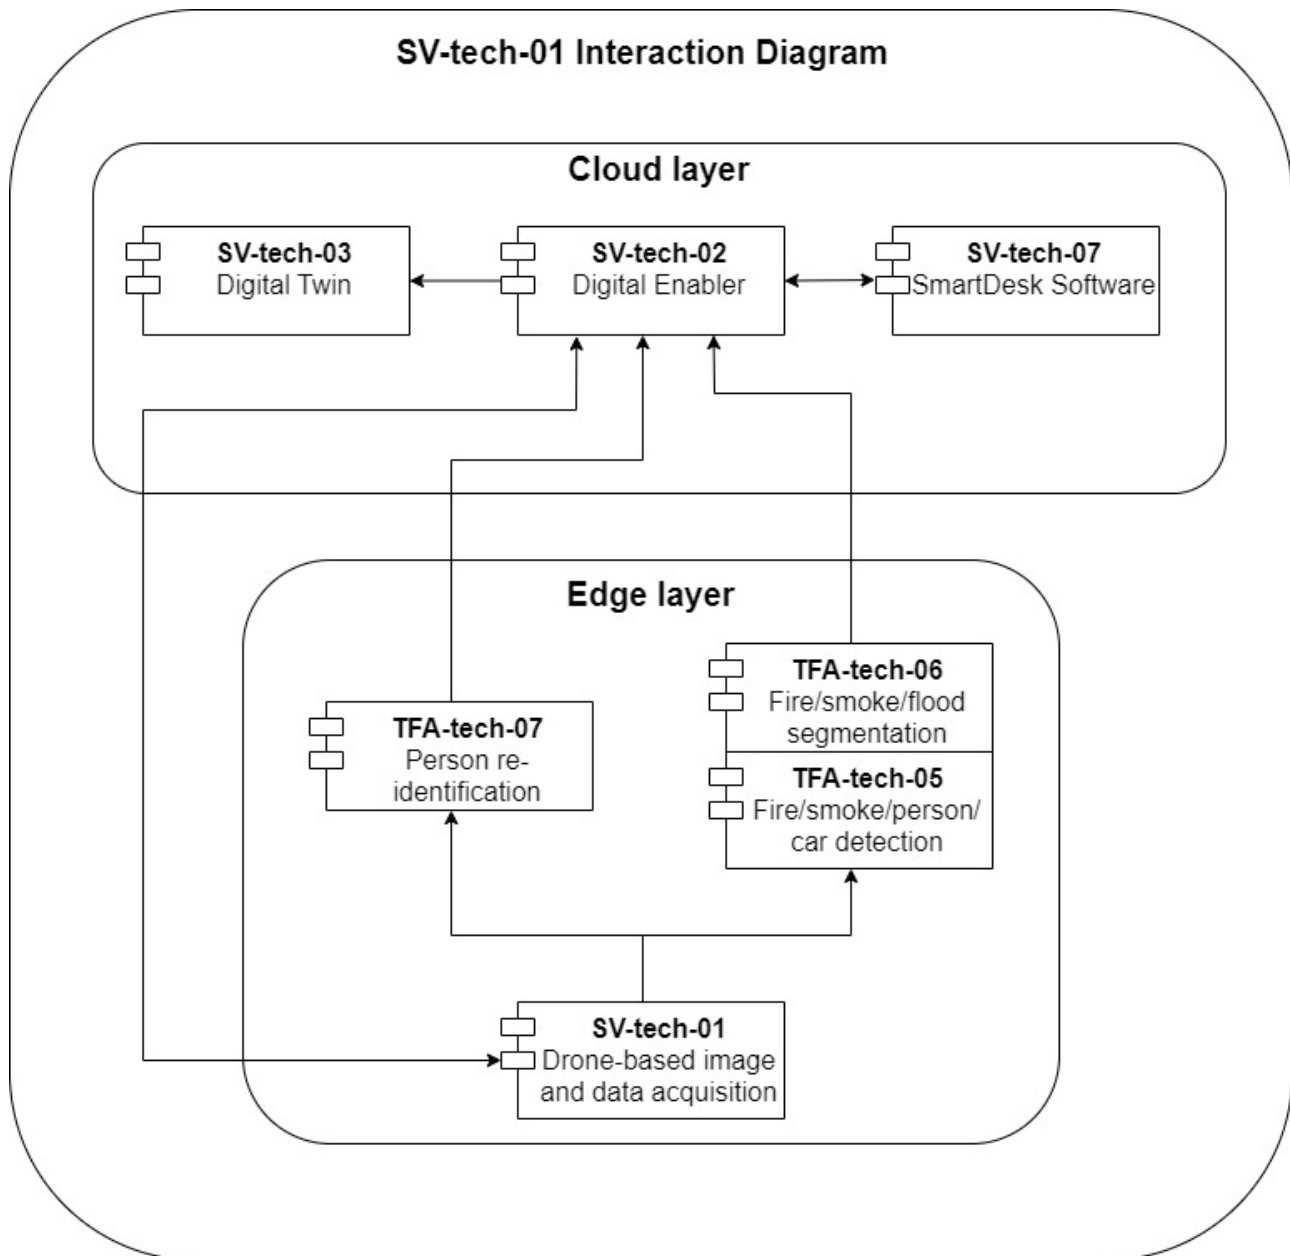 SV-tech-01 Interaction Diagram
Cloud layer
SV-tech-03
Digital Twin
SV-tech-02
Digital Enabler
SV-tech-07
SmartDesk Software
Edge layer
TFA-tech-07
Person re-
identification
TFA-tech-06
Fire/smoke/flood
segmentation
TFA-tech-05
Fire/smoke/person/
car detection
SV-tech-01
Drone-based image
and data acquisition